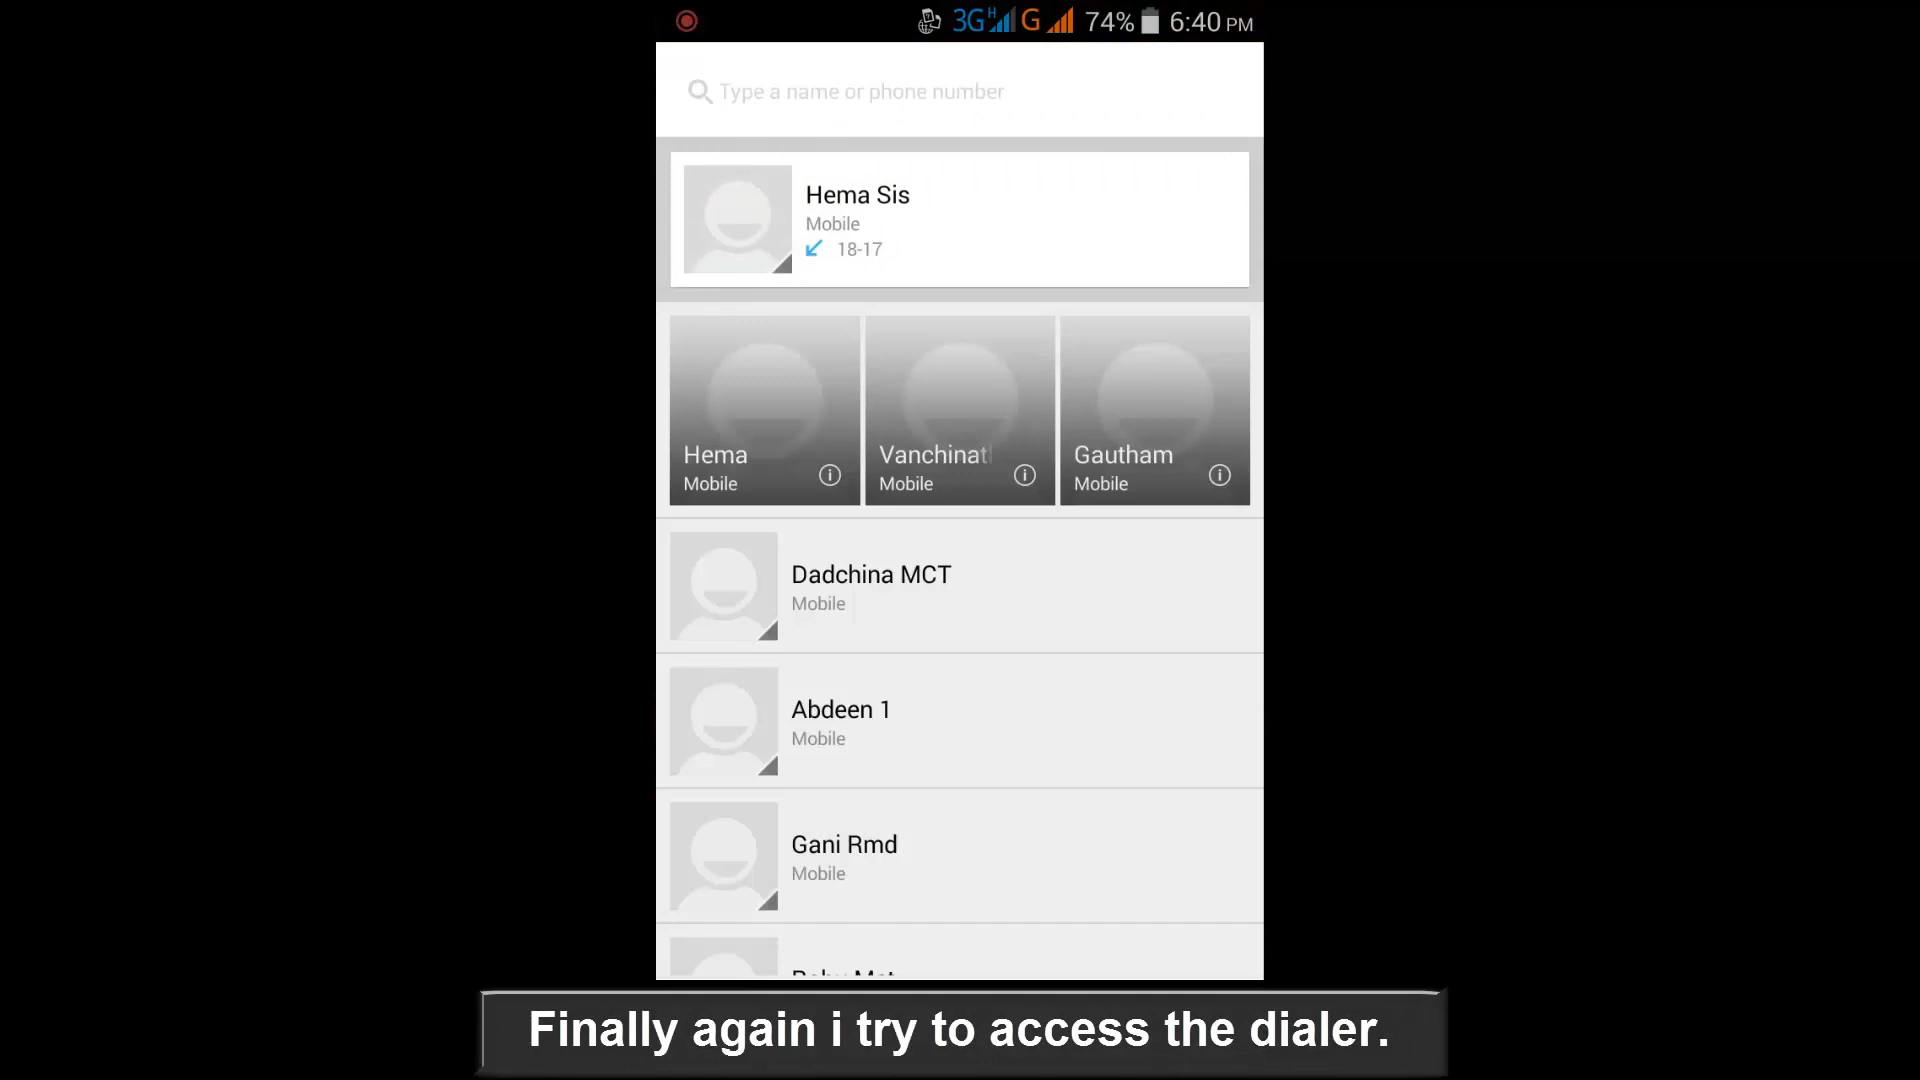 3G H G 74% 6:40 PM
Type a name or phone number
Hema Sis
Mobile
18-17
Hema
Mobile
Vanchinat
Mobile
Gautham
Mobile
Dadchina MCT
Mobile
Abdeen 1
Mobile
Gani Rmd
Mobile
Finally again i try to access the dialer.